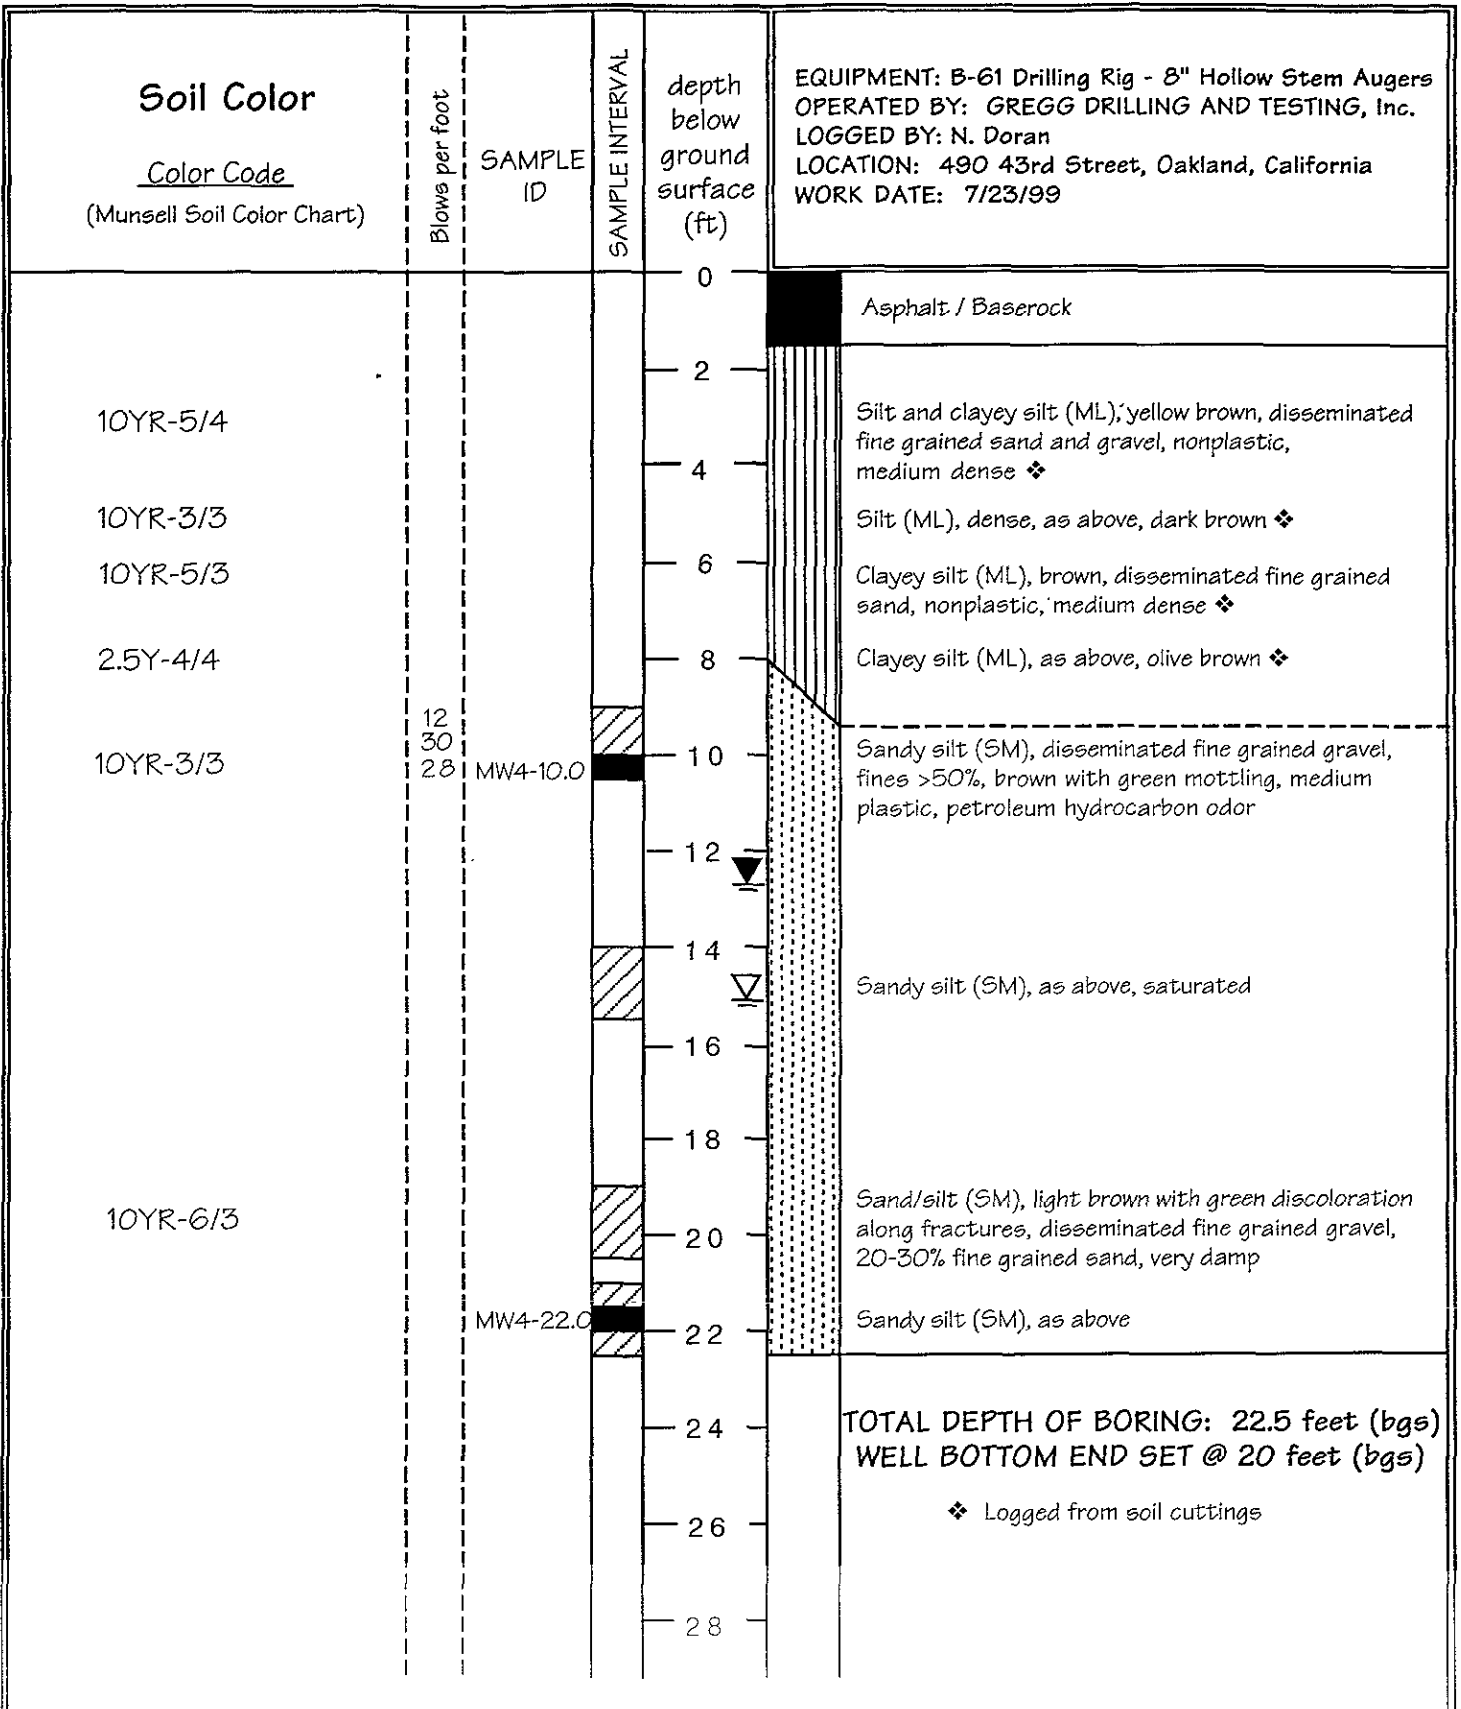 Soil Color
Color Code
(Munsell Soil Color Chart)
Blows per foot
SAMPLE
ID
SAMPLE INTERVAL
depth
below
ground
surface
(ft)
EQUIPMENT: B-61 Drilling Rig - 8" Hollow Stem Augers
OPERATED BY: GREGG DRILLING AND TESTING, Inc.
LOGGED BY: N. Doran
LOCATION: 490 43rd Street, Oakland, California
WORK DATE: 7/23/99
0
Asphalt / Baserock
2
10YR-5/4
Silt and clayey silt (ML), yellow brown, disseminated
fine grained sand and gravel, nonplastic,
medium dense ❖
4
10YR-3/3
Silt (ML), dense, as above, dark brown ❖
6
10YR-5/3
Clayey silt (ML), brown, disseminated fine grained
sand, nonplastic, medium dense ❖
2.5Y-4/4
8
Clayey silt (ML), as above, olive brown ❖
12
30
28
10YR-3/3
MW4-10.0
10
Sandy silt (SM), disseminated fine grained gravel,
fines >50%, brown with green mottling, medium
plastic, petroleum hydrocarbon odor
12
14
Sandy silt (SM), as above, saturated
16
18
10YR-6/3
Sand/silt (SM), light brown with green discoloration
along fractures, disseminated fine grained gravel,
20-30% fine grained sand, very damp
20
MW4-22.0
Sandy silt (SM), as above
22
TOTAL DEPTH OF BORING: 22.5 feet (bgs)
WELL BOTTOM END SET @ 20 feet (bgs)
24
❖ Logged from soil cuttings
26
28